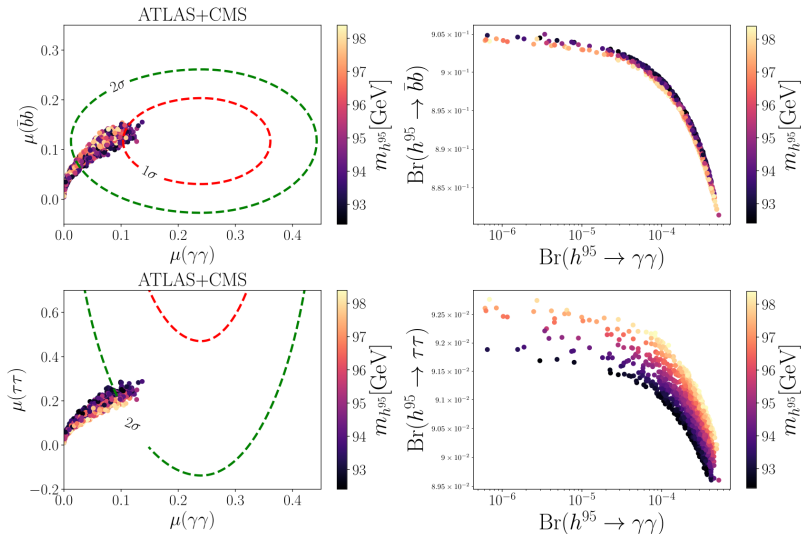 ATLAS+CMS
0.3
0.2
0.1
0.0
μ(b̄b)
2σ
1σ
0.0 0.1 0.2 0.3 0.4
μ(γγ)
98
97
96
95
94
93
m_{h^{95}}[GeV]
9.05 × 10⁻¹
9 × 10⁻¹
8.95 × 10⁻¹
8.9 × 10⁻¹
8.85 × 10⁻¹
Br(h⁹⁵ → b̄b)
10⁻⁶ 10⁻⁵ 10⁻⁴
Br(h⁹⁵ → γγ)
98
97
96
95
94
93
m_{h^{95}}[GeV]
ATLAS+CMS
0.6
0.4
0.2
0.0
−0.2
μ(ττ)
2σ
0.0 0.1 0.2 0.3 0.4
μ(γγ)
98
97
96
95
94
93
m_{h^{95}}[GeV]
9.25 × 10⁻²
9.2 × 10⁻²
9.15 × 10⁻²
9.1 × 10⁻²
9.05 × 10⁻²
9 × 10⁻²
8.95 × 10⁻²
Br(h⁹⁵ → ττ)
10⁻⁶ 10⁻⁵ 10⁻⁴
Br(h⁹⁵ → γγ)
98
97
96
95
94
93
m_{h^{95}}[GeV]